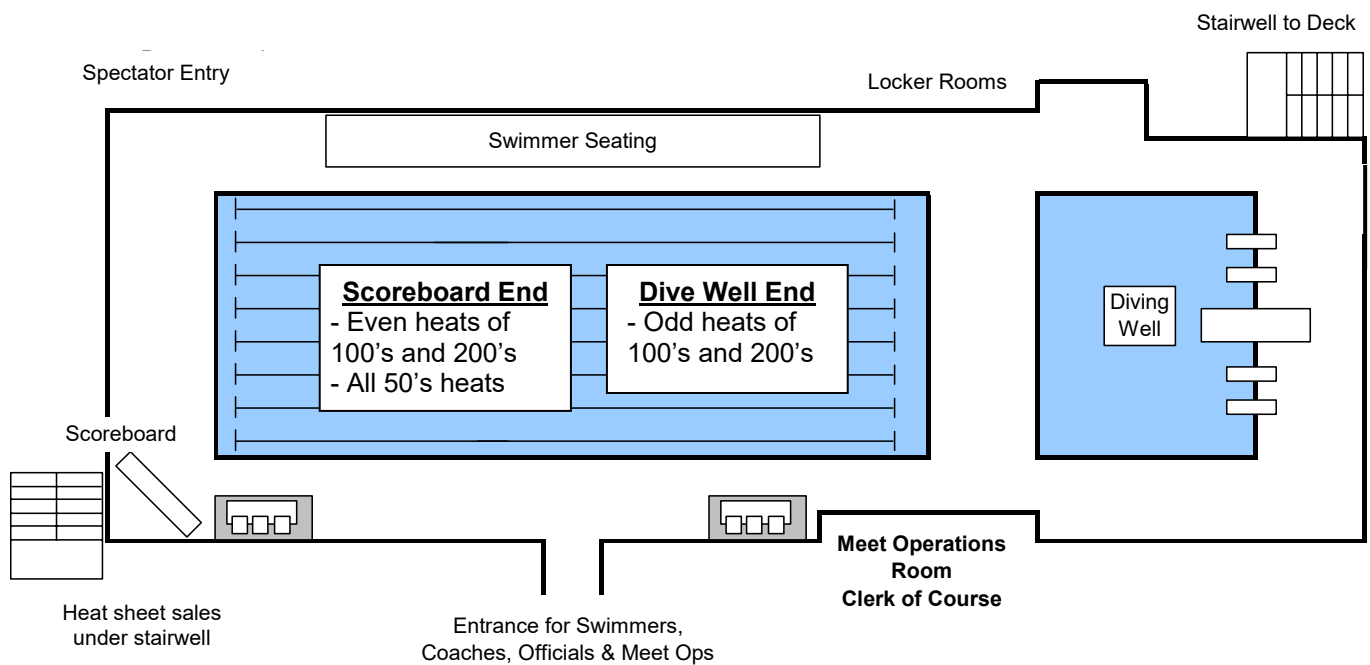 Stairwell to Deck
Spectator Entry
Locker Rooms
Swimmer Seating
Scoreboard End
- Even heats of
100’s and 200’s
- All 50’s heats
Dive Well End
- Odd heats of
100’s and 200’s
Diving
Well
Scoreboard
Meet Operations
Room
Clerk of Course
Heat sheet sales
under stairwell
Entrance for Swimmers,
Coaches, Officials & Meet Ops